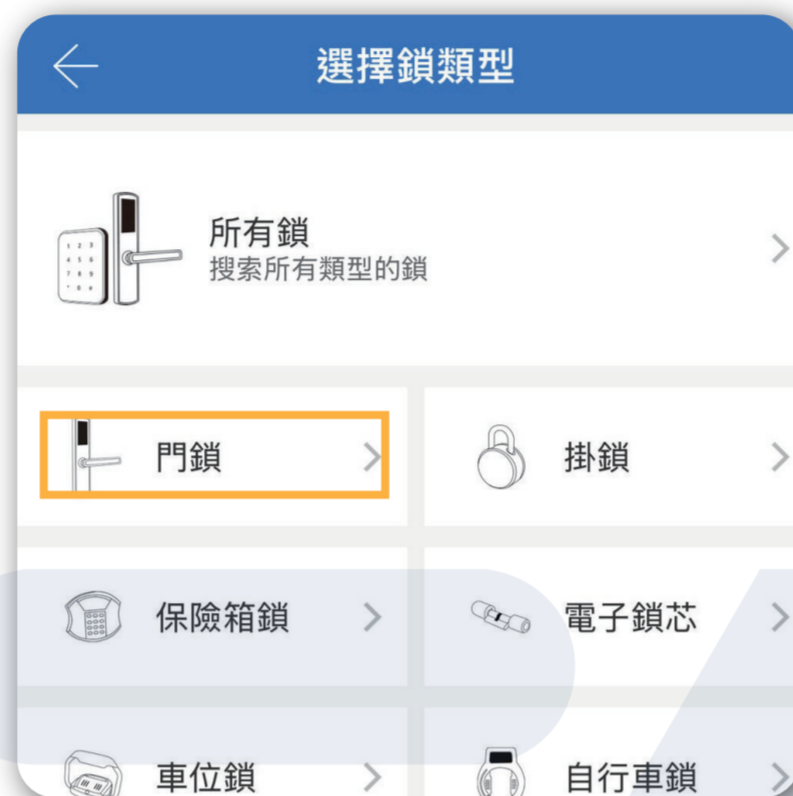 選擇鎖類型
所有鎖
搜索所有類型的鎖
門鎖
掛鎖
保險箱鎖
電子鎖芯
車位鎖
自行車鎖